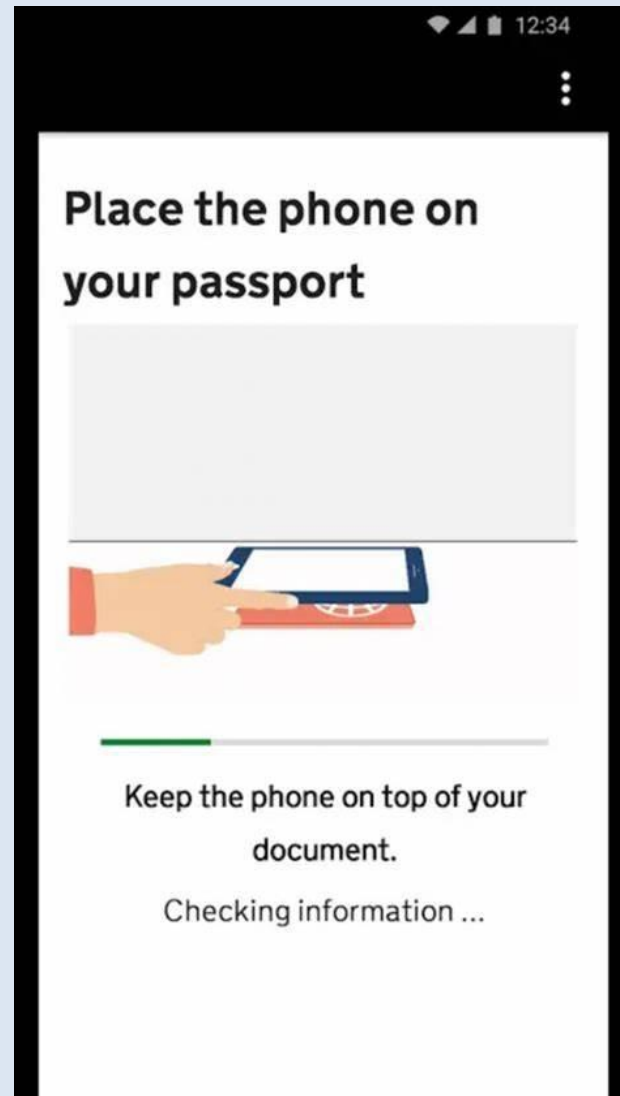 12:34
Place the phone on
your passport
Keep the phone on top of your
document.
Checking information ...